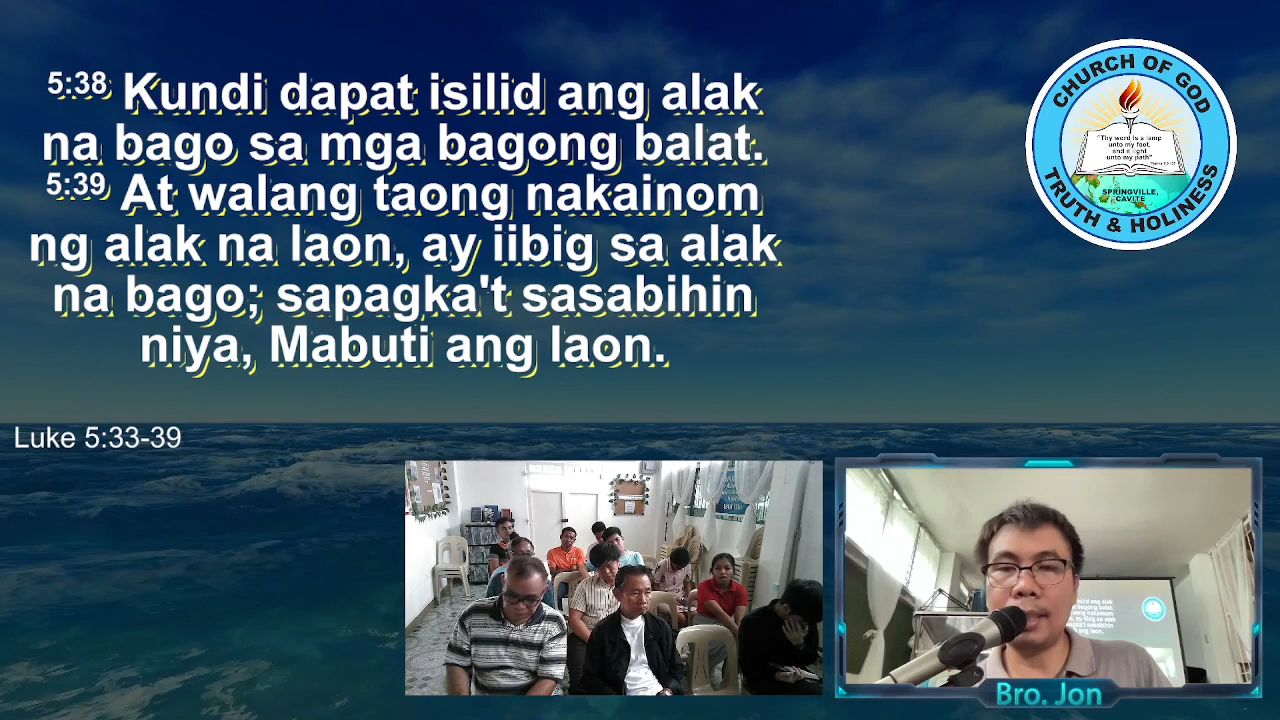 5:38 Kundi dapat isilid ang alak
na bago sa mga bagong balat.
5:39 At walang taong nakainom
ng alak na laon, ay iibig sa alak
na bago; sapagka't sasabihin
niya, Mabuti ang laon.
Luke 5:33-39
CHURCH OF GOD
"Thy word is a lamp
unto my feet,
and a light
unto my path"
SPRINGVILLE,
CAVITE
TRUTH & HOLINESS
Bro. Jon